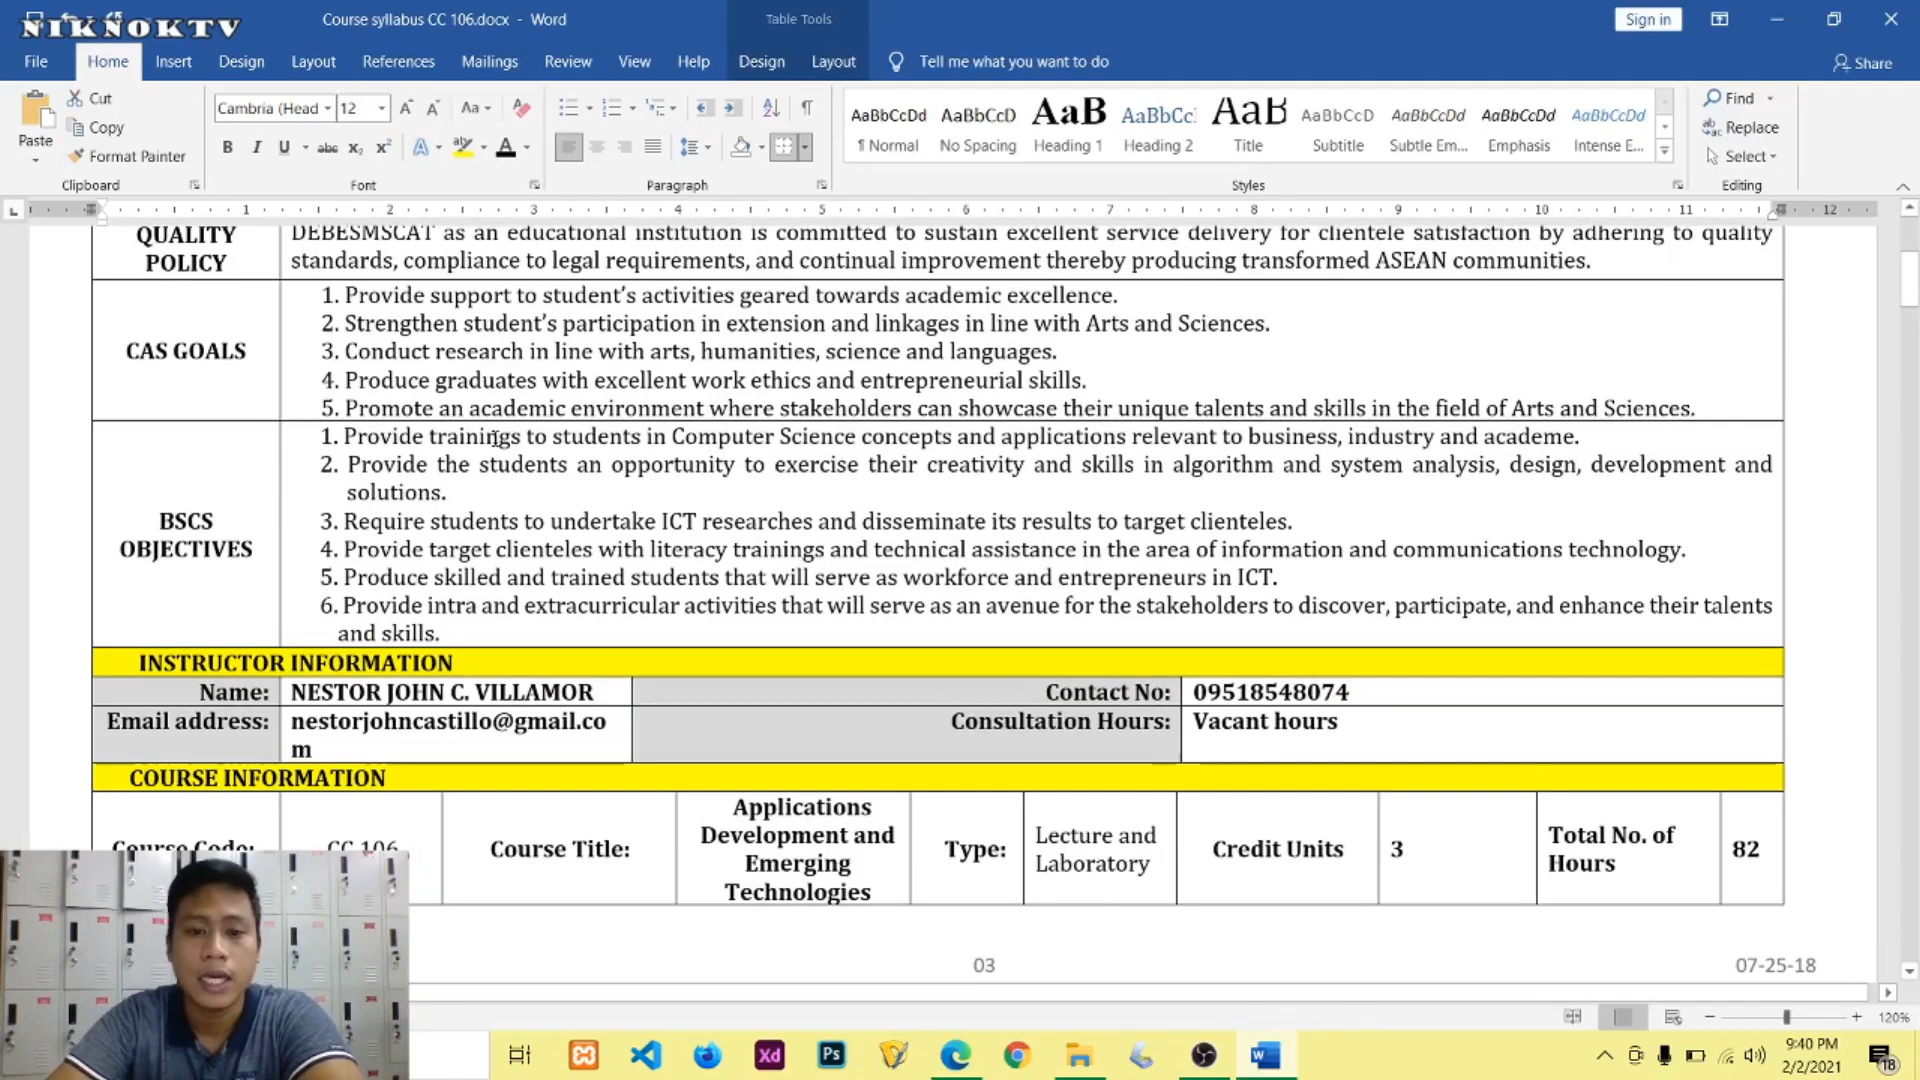 NIKNOKTV
Course syllabus CC 106.docx - Word
Table Tools
Sign in
File Home Insert Design Layout References Mailings Review View Help Design Layout Tell me what you want to do
Share
Cut
Copy
Format Painter
Paste
Cambria (Head 12
AaBbCcDd AaBbCcD AaB AaBbCc AaB AaBbCcD AaBbCcDd AaBbCcDd AaBbCcDd
¶ Normal No Spacing Heading 1 Heading 2 Title Subtitle Subtle Em... Emphasis Intense E...
Find
Replace
Select
Clipboard Font Paragraph Styles Editing
1 2 3 4 5 6 7 8 9 10 11 12
QUALITY
POLICY
DEBESMSCAT as an educational institution is committed to sustain excellent service delivery for clientele satisfaction by adhering to quality
standards, compliance to legal requirements, and continual improvement thereby producing transformed ASEAN communities.
CAS GOALS
1. Provide support to student's activities geared towards academic excellence.
2. Strengthen student's participation in extension and linkages in line with Arts and Sciences.
3. Conduct research in line with arts, humanities, science and languages.
4. Produce graduates with excellent work ethics and entrepreneurial skills.
5. Promote an academic environment where stakeholders can showcase their unique talents and skills in the field of Arts and Sciences.
BSCS
OBJECTIVES
1. Provide trainings to students in Computer Science concepts and applications relevant to business, industry and academe.
2. Provide the students an opportunity to exercise their creativity and skills in algorithm and system analysis, design, development and
solutions.
3. Require students to undertake ICT researches and disseminate its results to target clienteles.
4. Provide target clienteles with literacy trainings and technical assistance in the area of information and communications technology.
5. Produce skilled and trained students that will serve as workforce and entrepreneurs in ICT.
6. Provide intra and extracurricular activities that will serve as an avenue for the stakeholders to discover, participate, and enhance their talents
and skills.
INSTRUCTOR INFORMATION
Name: NESTOR JOHN C. VILLAMOR Contact No: 09518548074
Email address: nestorjohncastillo@gmail.co
m
Consultation Hours: Vacant hours
COURSE INFORMATION
Course Code: CC 106 Course Title:
Applications
Development and
Emerging
Technologies
Type:
Lecture and
Laboratory
Credit Units 3
Total No. of
Hours
82
03 07-25-18
120%
9:40 PM
2/2/2021
18